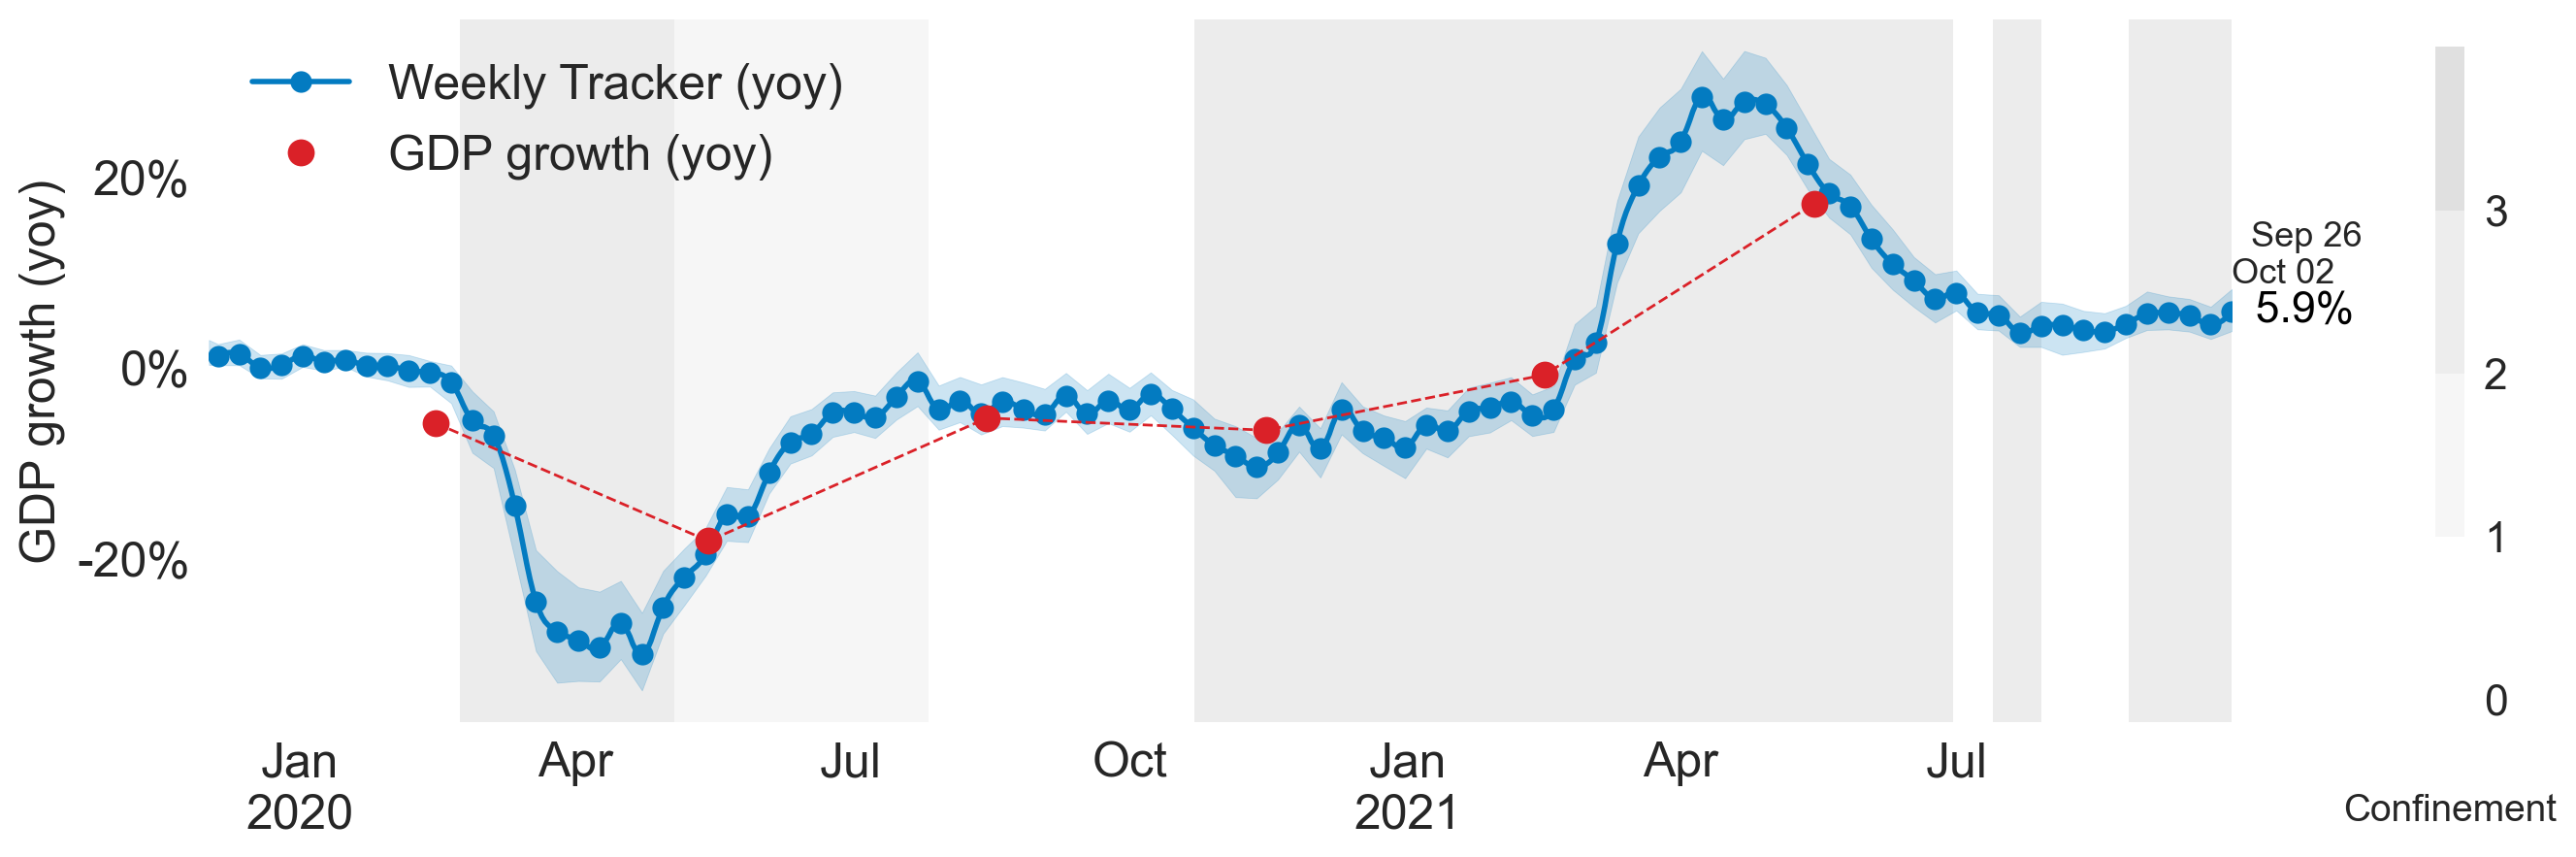 Weekly Tracker (yoy)
GDP growth (yoy)
GDP growth (yoy)
20%
0%
-20%
Sep 26
Oct 02
5.9%
3
2
1
0
Jan Apr Jul Oct Jan Apr Jul
2020 2021
Confinement